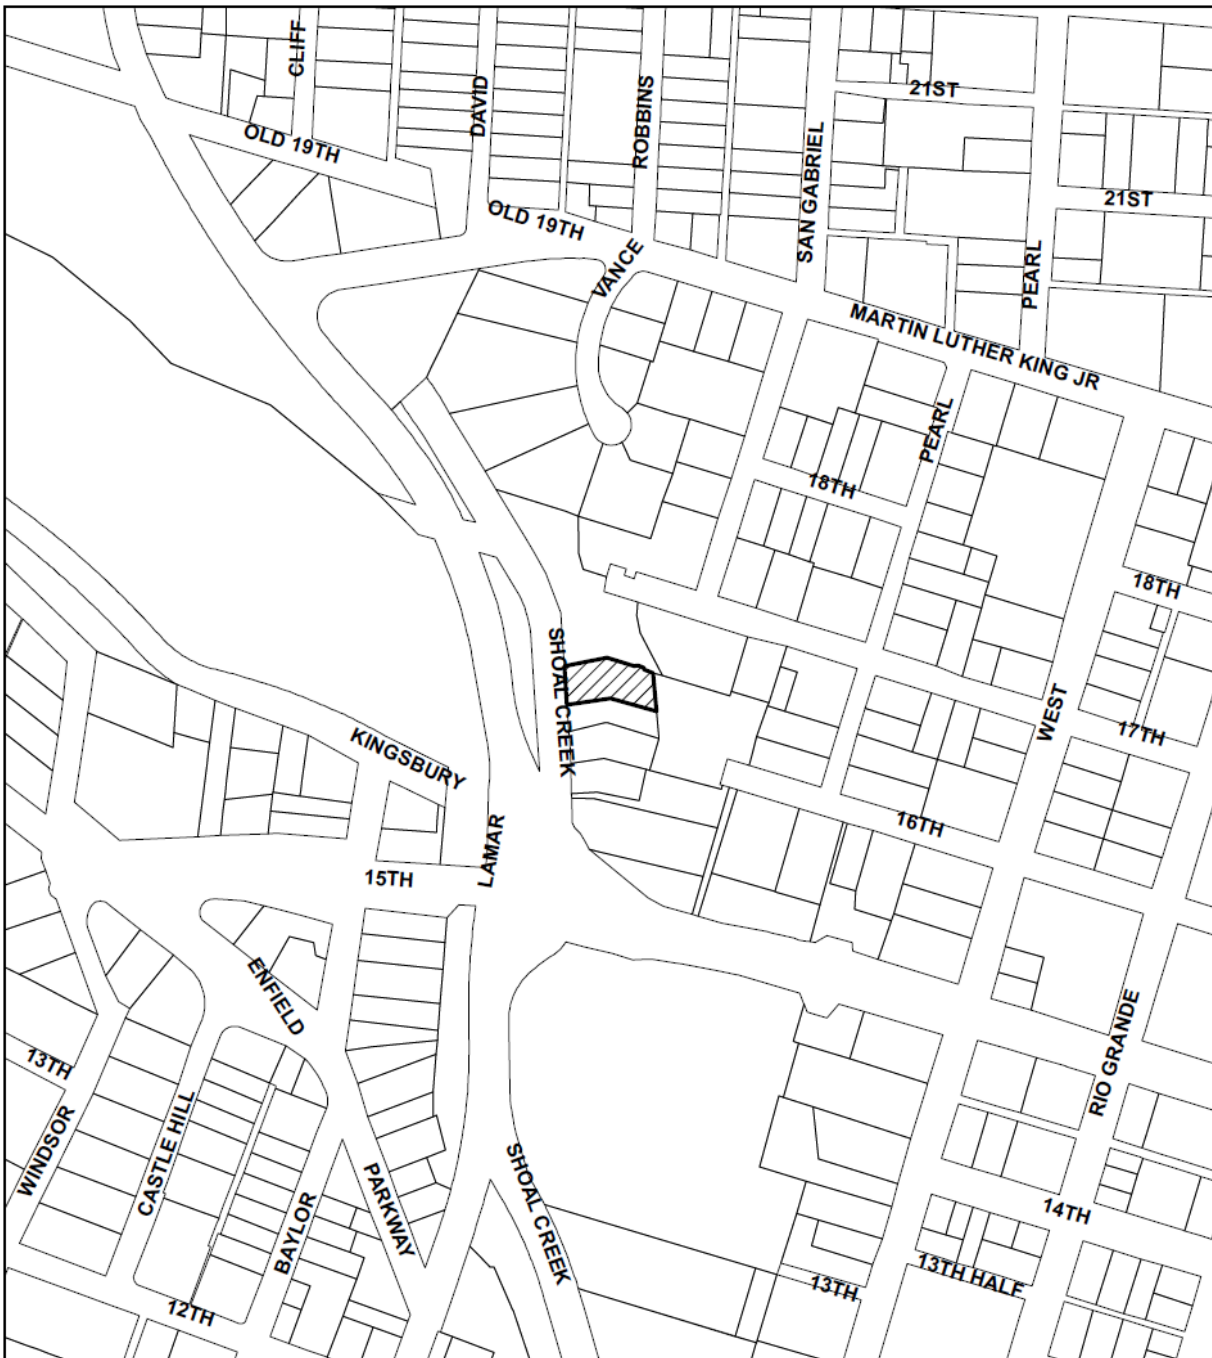 CLIFF
DAVID
ROBBINS
21ST
OLD 19TH
SAN GABRIEL
21ST
OLD 19TH
VANCE
PEARL
MARTIN LUTHER KING JR
PEARL
18TH
18TH
SHOAL CREEK
WEST
17TH
KINGSBURY
16TH
LAMAR
15TH
ENFIELD
RIO GRANDE
13TH
WINDSOR
CASTLE HILL
SHOAL CREEK
PARKWAY
BAYLOR
14TH
13TH HALF
13TH
12TH